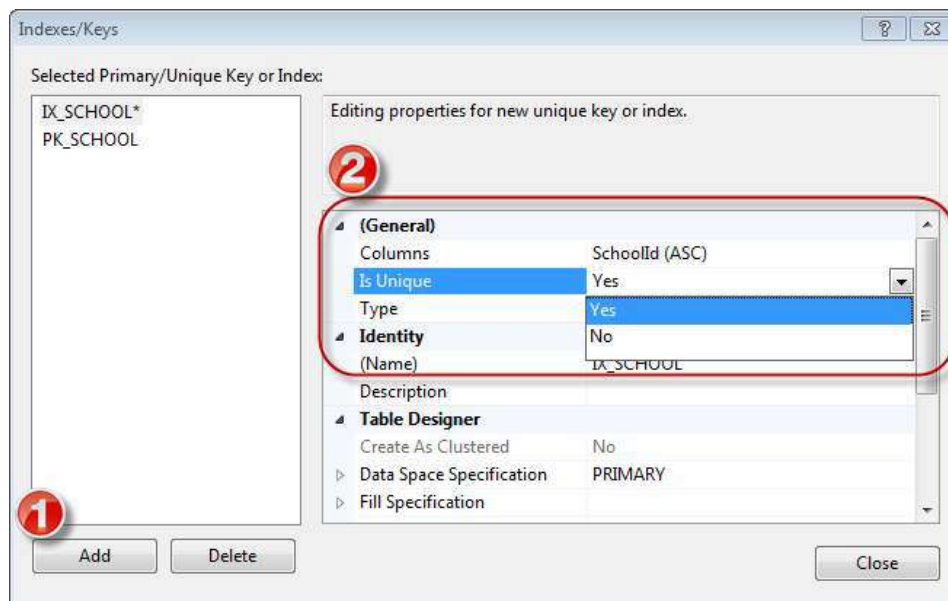 Indexes/Keys
Selected Primary/Unique Key or Index:
IX_SCHOOL*
PK_SCHOOL
Editing properties for new unique key or index.
2
(General)
Columns SchoolId (ASC)
Is Unique Yes
Type Yes
Identity No
(Name) IX_SCHOOL
Description
Table Designer
Create As Clustered No
Data Space Specification PRIMARY
Fill Specification
1
Add Delete
Close